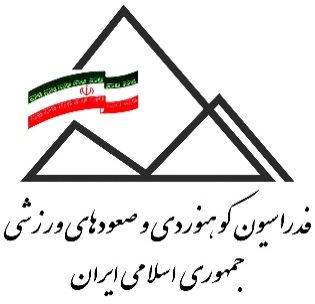 فدراسیون کوهنوردی و صعودهای ورزشی
جمهوری اسلامی ایران